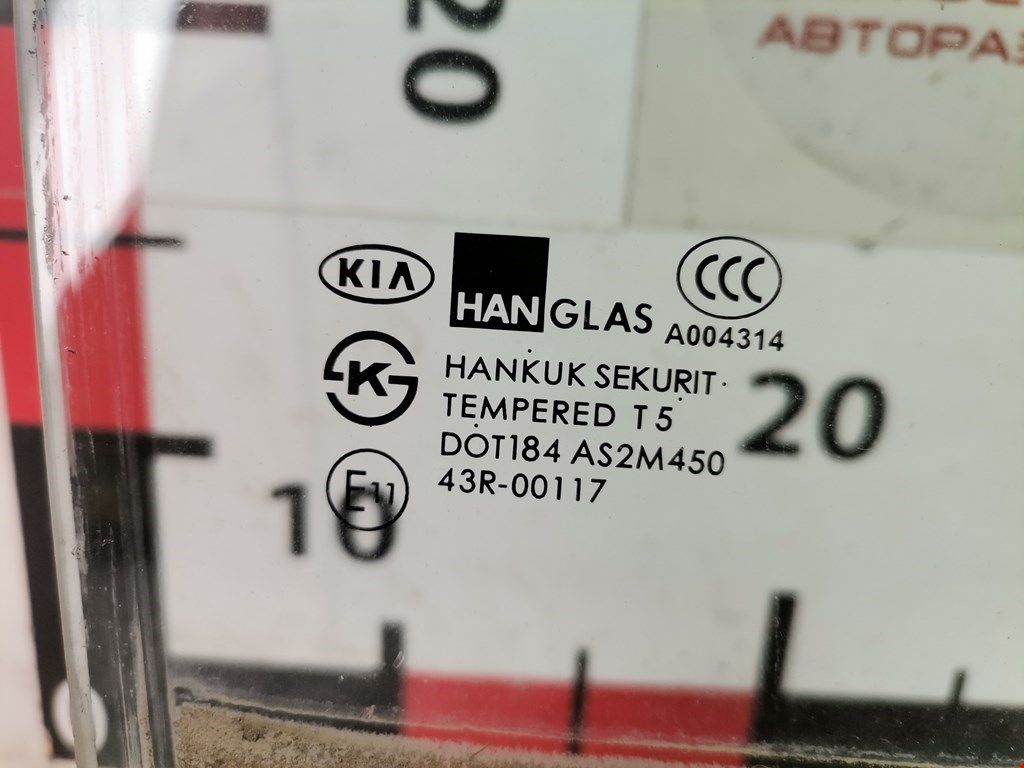 20
АВТОРАЗ
KIA
HANGLAS
CCC
A004314
K
HANKUK SEKURIT
TEMPERED T5
DOT184 AS2M450
43R-00117
E11
20
10